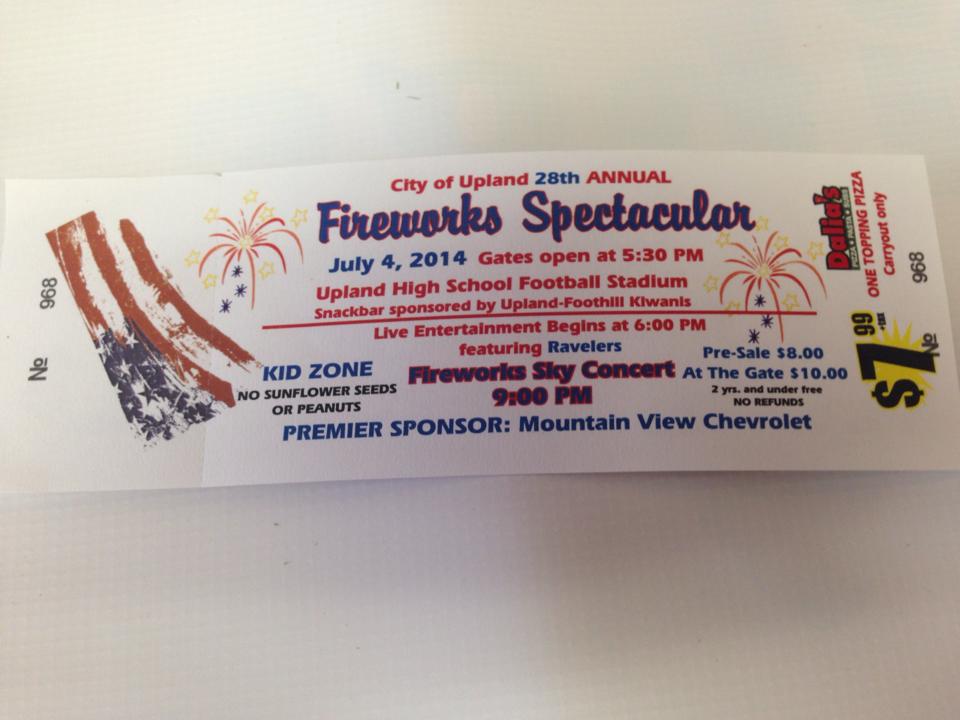 No 968
City of Upland 28th ANNUAL
Fireworks Spectacular
July 4, 2014 Gates open at 5:30 PM
Upland High School Football Stadium
Snackbar sponsored by Upland-Foothill Kiwanis
Live Entertainment Begins at 6:00 PM
featuring Ravelers
KID ZONE
NO SUNFLOWER SEEDS
OR PEANUTS
Fireworks Sky Concert
9:00 PM
Pre-Sale $8.00
At The Gate $10.00
2 yrs. and under free
NO REFUNDS
PREMIER SPONSOR: Mountain View Chevrolet
Dalia's
PIZZA • PASTA • SUBS
ONE TOPPING PIZZA
Carryout only
$7 99
+TAX
No 968